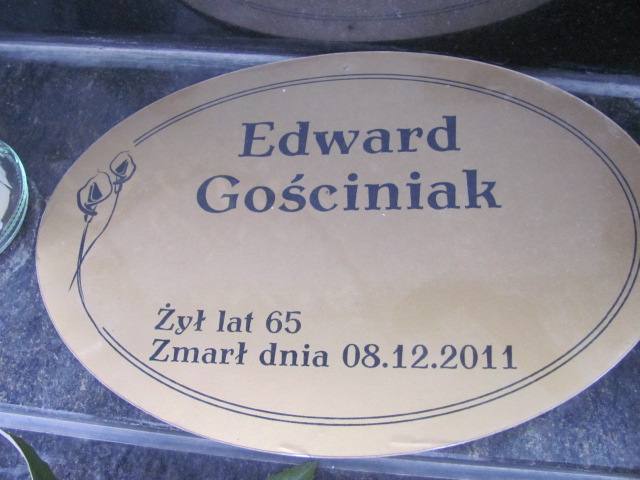 Edward
Gościniak
Żył lat 65
Zmarł dnia 08.12.2011